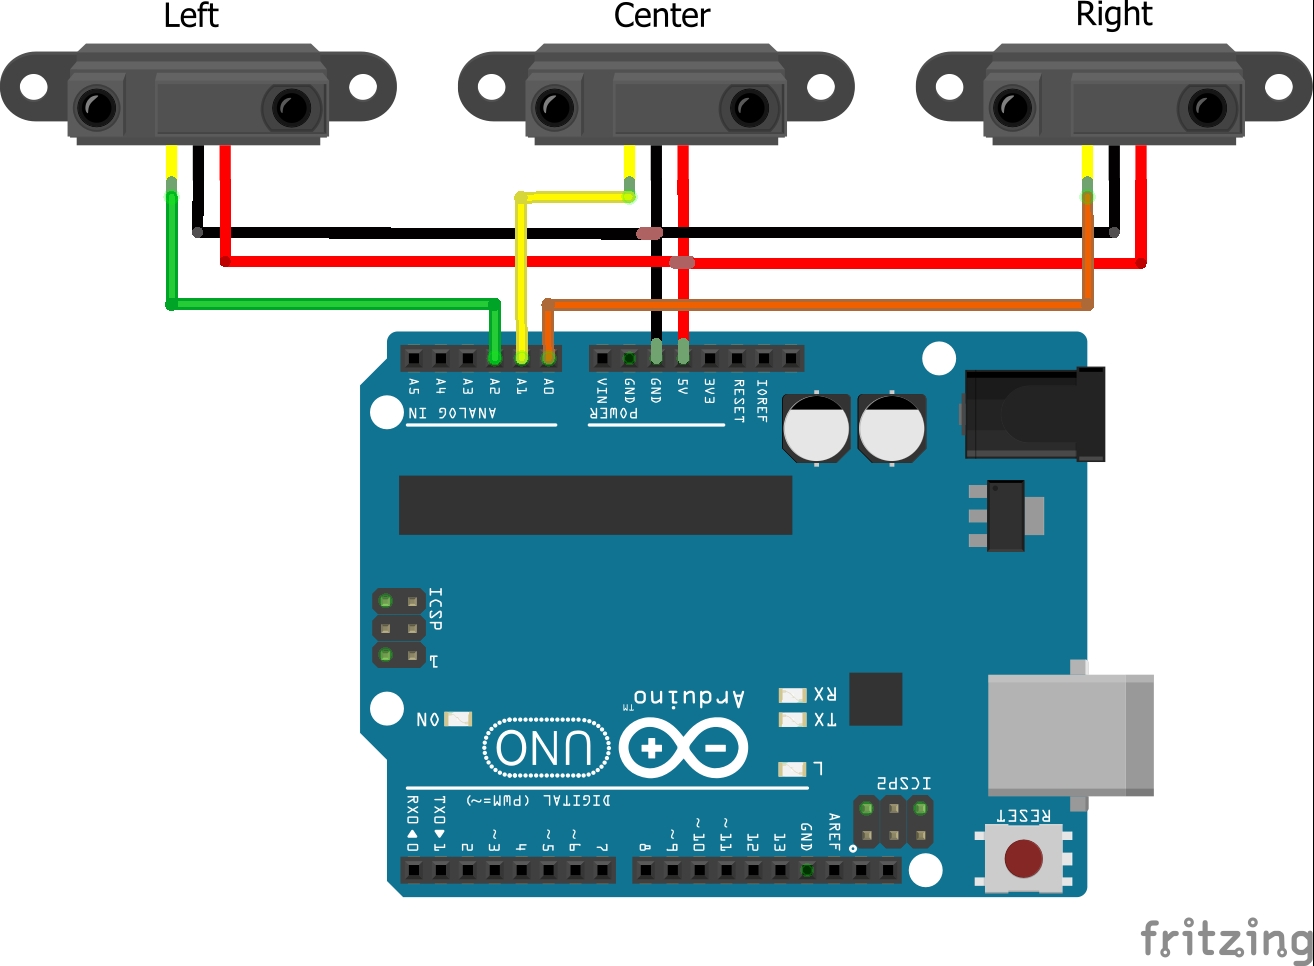 Left
Center
Right
A5
A4
A3
A2
A1
A0
VIN
GND
GND
5V
3V3
RESET
IOREF
ANALOG IN
POWER
ICSP
1
ON
UNO
Arduino
TM
RX
TX
L
DIGITAL (PWM=~)
ICSP2
RESET
RX0◄0
TX0►1
2
~3
4
~5
~6
7
8
~9
~10
~11
12
13
GND
AREF
fritzing